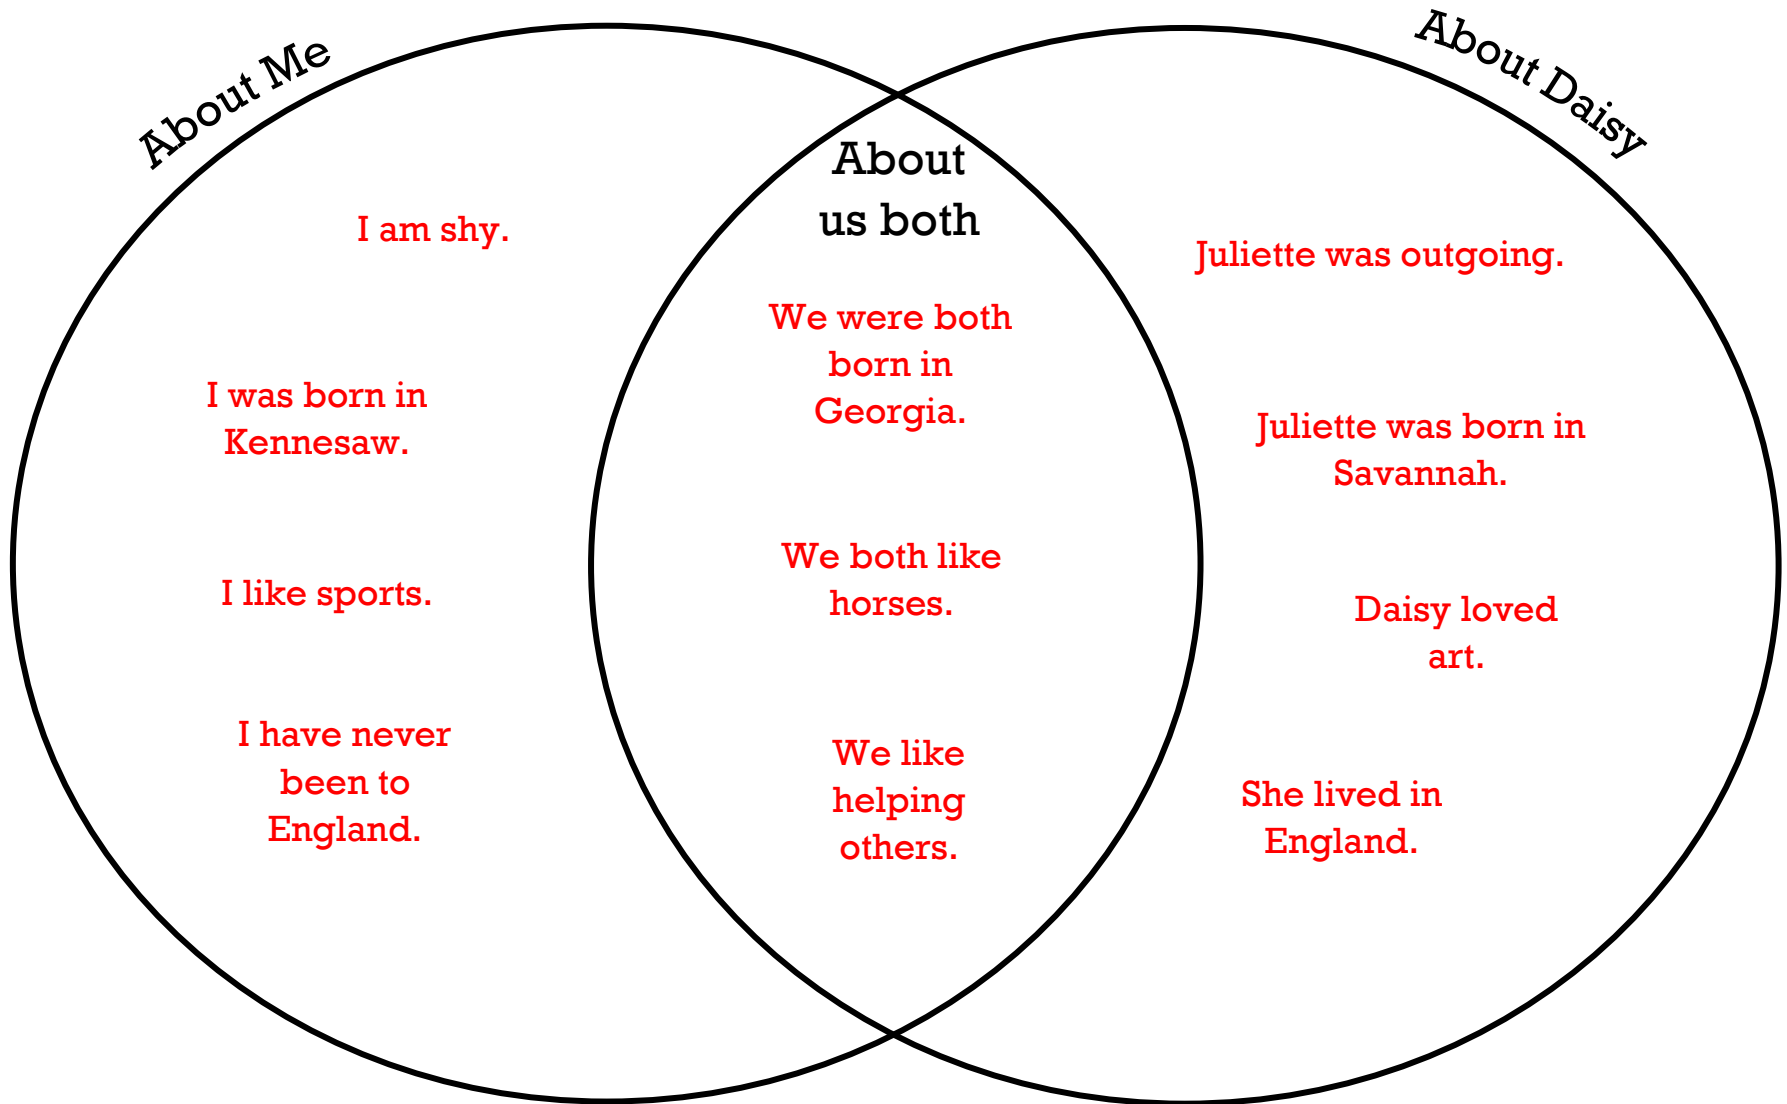 About Me
I am shy.
I was born in
Kennesaw.
I like sports.
I have never
been to
England.
About
us both
We were both
born in
Georgia.
We both like
horses.
We like
helping
others.
About Daisy
Juliette was outgoing.
Juliette was born in
Savannah.
Daisy loved
art.
She lived in
England.